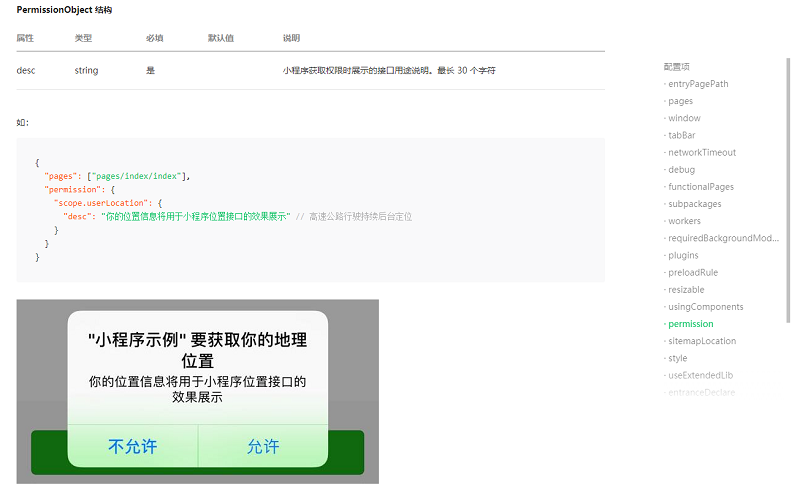 PermissionObject 结构
属性 类型 必填 默认值 说明
desc string 是 小程序获取权限时展示的接口用途说明。最长 30 个字符
如：
{
"pages": ["pages/index/index"],
"permission": {
"scope.userLocation": {
"desc": "你的位置信息将用于小程序位置接口的效果展示" // 高速公路行驶持续后台定位
}
}
}
"小程序示例" 要获取你的地理
位置
你的位置信息将用于小程序位置接口的
效果展示
不允许 允许
配置项
· entryPagePath
· pages
· window
· tabBar
· networkTimeout
· debug
· functionalPages
· subpackages
· workers
· requiredBackgroundMod...
· plugins
· preloadRule
· resizable
· usingComponents
· permission
· sitemapLocation
· style
· useExtendedLib
· entranceDeclare